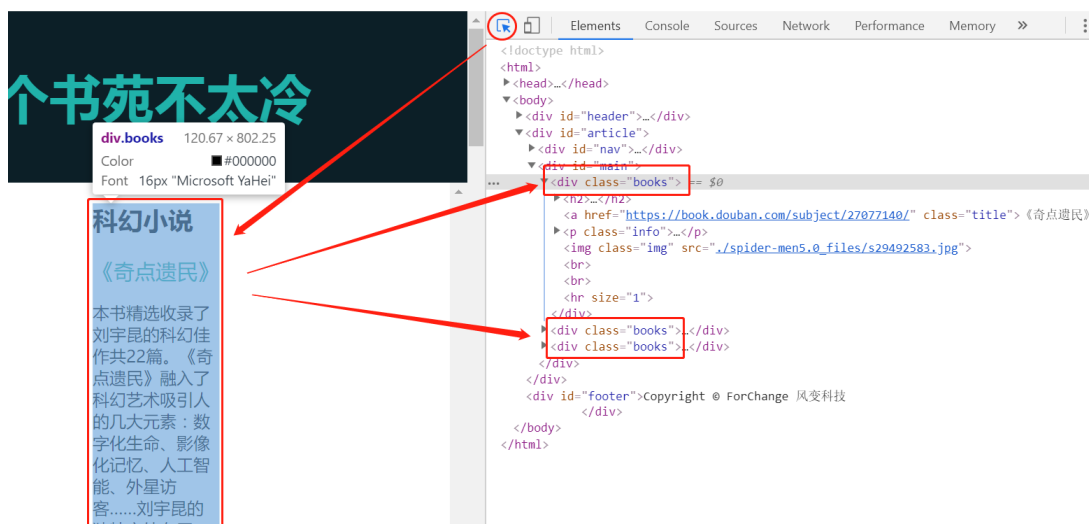 个书苑不太冷
div.books 120.67 × 802.25
Color #000000
Font 16px "Microsoft YaHei"
科幻小说
《奇点遗民》
本书精选收录了
刘宇昆的科幻佳
作共22篇。《奇
点遗民》融入了
科幻艺术吸引人
的几大元素：数
字化生命、影像
化记忆、人工智
能、外星访
客……刘宇昆的
Elements Console Sources Network Performance Memory »
<!doctype html>
<html>
<head>…</head>
<body>
<div id="header">…</div>
<div id="article">
<div id="nav">…</div>
<div id="main">
<div class="books"> == $0
<h2>…</h2>
<a href="https://book.douban.com/subject/27077140/" class="title">《奇点遗民》
<p class="info">…</p>
<img class="img" src="./spider-men5.0_files/s29492583.jpg">
<br>
<br>
<hr size="1">
</div>
<div class="books">…</div>
<div class="books">…</div>
</div>
</div>
<div id="footer">Copyright © ForChange 风变科技
</div>
</body>
</html>